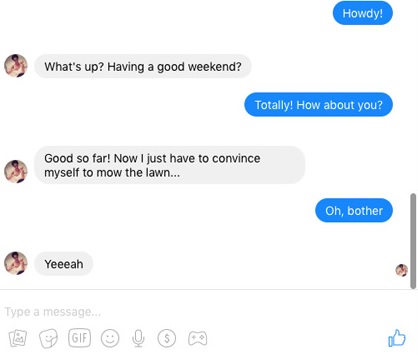 Howdy!
What's up? Having a good weekend?
Totally! How about you?
Good so far! Now I just have to convince
myself to mow the lawn...
Oh, bother
Yeeeah
Type a message...
GIF
$